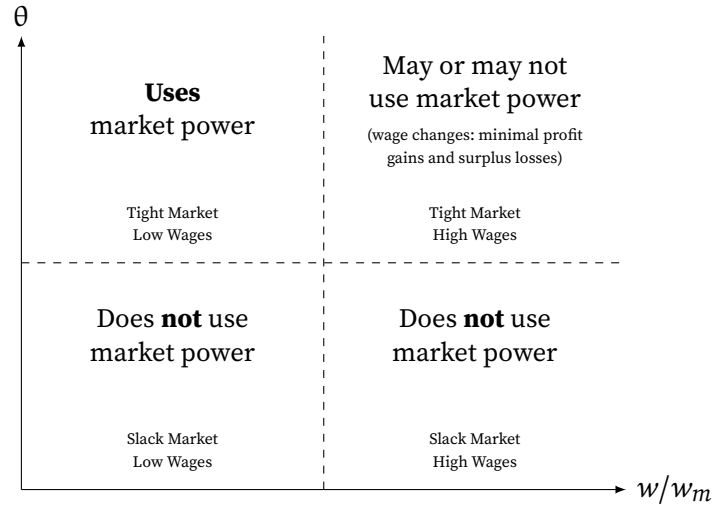 θ
Uses
market power
Tight Market
Low Wages
May or may not
use market power
(wage changes: minimal profit
gains and surplus losses)
Tight Market
High Wages
Does not use
market power
Slack Market
Low Wages
Does not use
market power
Slack Market
High Wages
w/wₘ